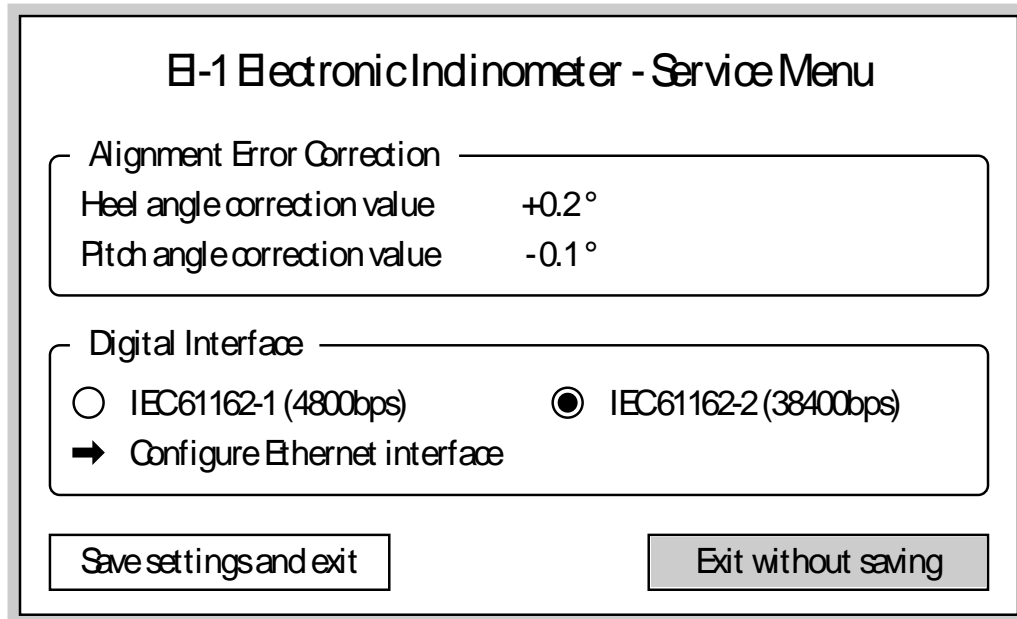 EI-1 Electronic Inclinometer - Service Menu
Alignment Error Correction
Heel angle correction value +0.2°
Pitch angle correction value -0.1°
Digital Interface
IEC61162-1 (4800bps) IEC61162-2 (38400bps)
Configure Ethernet interface
Save settings and exit Exit without saving